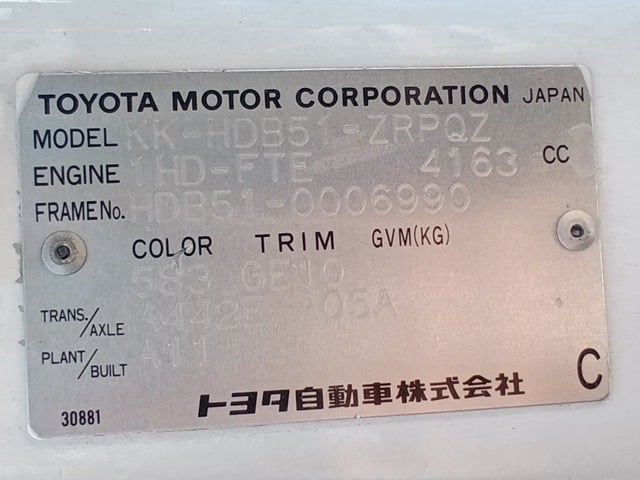 TOYOTA MOTOR CORPORATION JAPAN
MODEL KK-HDB51-ZRPQZ
ENGINE 1HD-FTE 4163 CC
FRAME No. HDB51-0006990
COLOR TRIM GVM(KG)
583 GE10
TRANS./AXLE A442F 05A
PLANT/BUILT A11
トヨタ自動車株式会社 C
30881